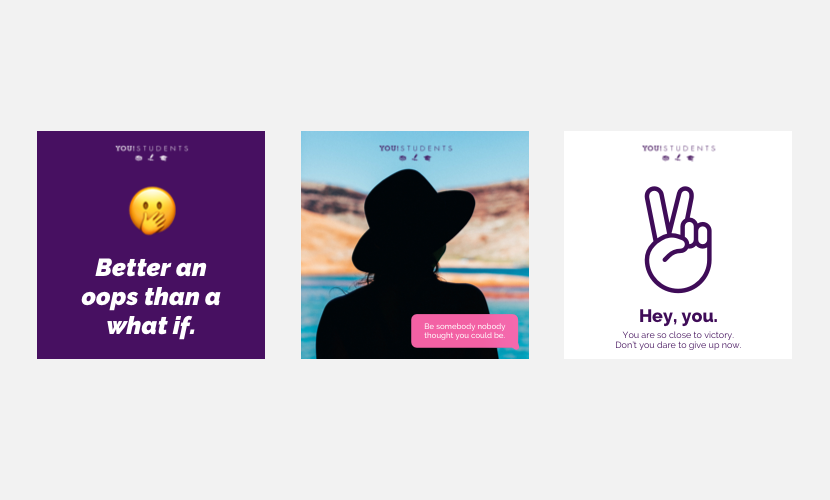 YOU!STUDENTS
Better an
oops than a
what if.
YOU!STUDENTS
Be somebody nobody
thought you could be.
YOU!STUDENTS
Hey, you.
You are so close to victory.
Don't you dare to give up now.